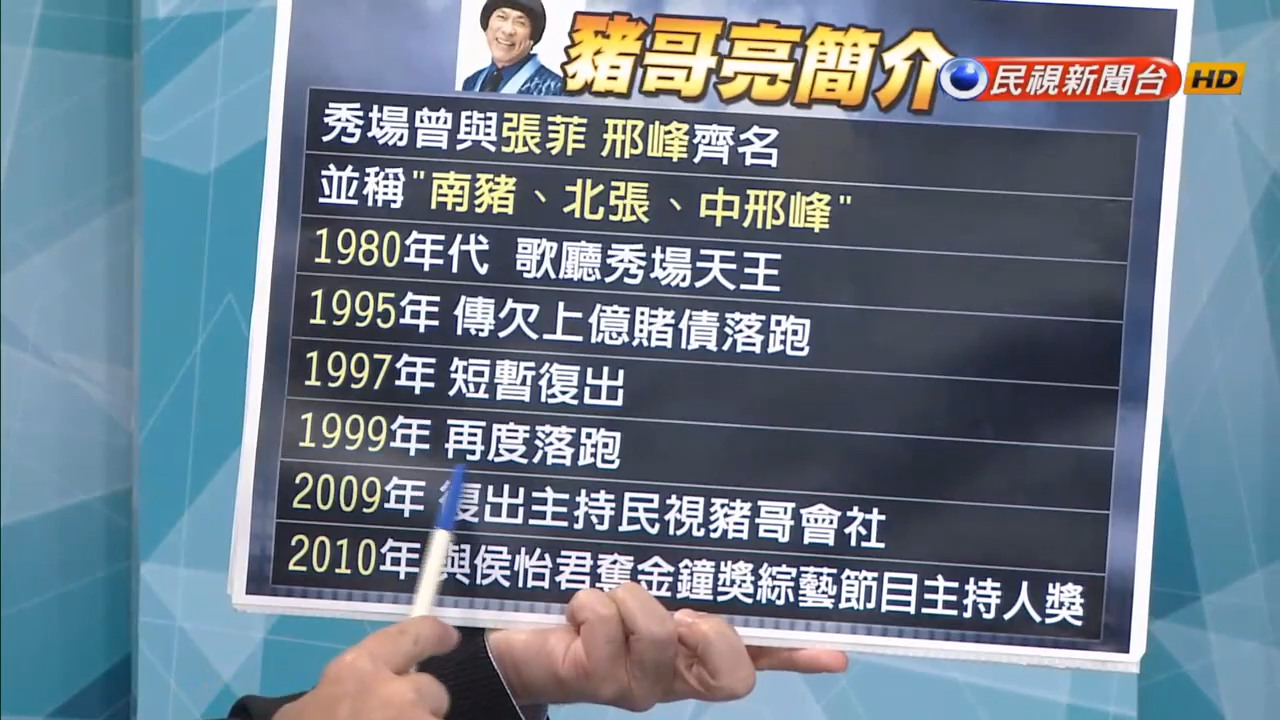 豬哥亮簡介
民視新聞台 HD
秀場曾與張菲 邢峰齊名
並稱"南豬、北張、中邢峰"
1980年代 歌廳秀場天王
1995年 傳欠上億賭債落跑
1997年 短暫復出
1999年 再度落跑
2009年 復出主持民視豬哥會社
2010年 與侯怡君奪金鐘獎綜藝節目主持人獎